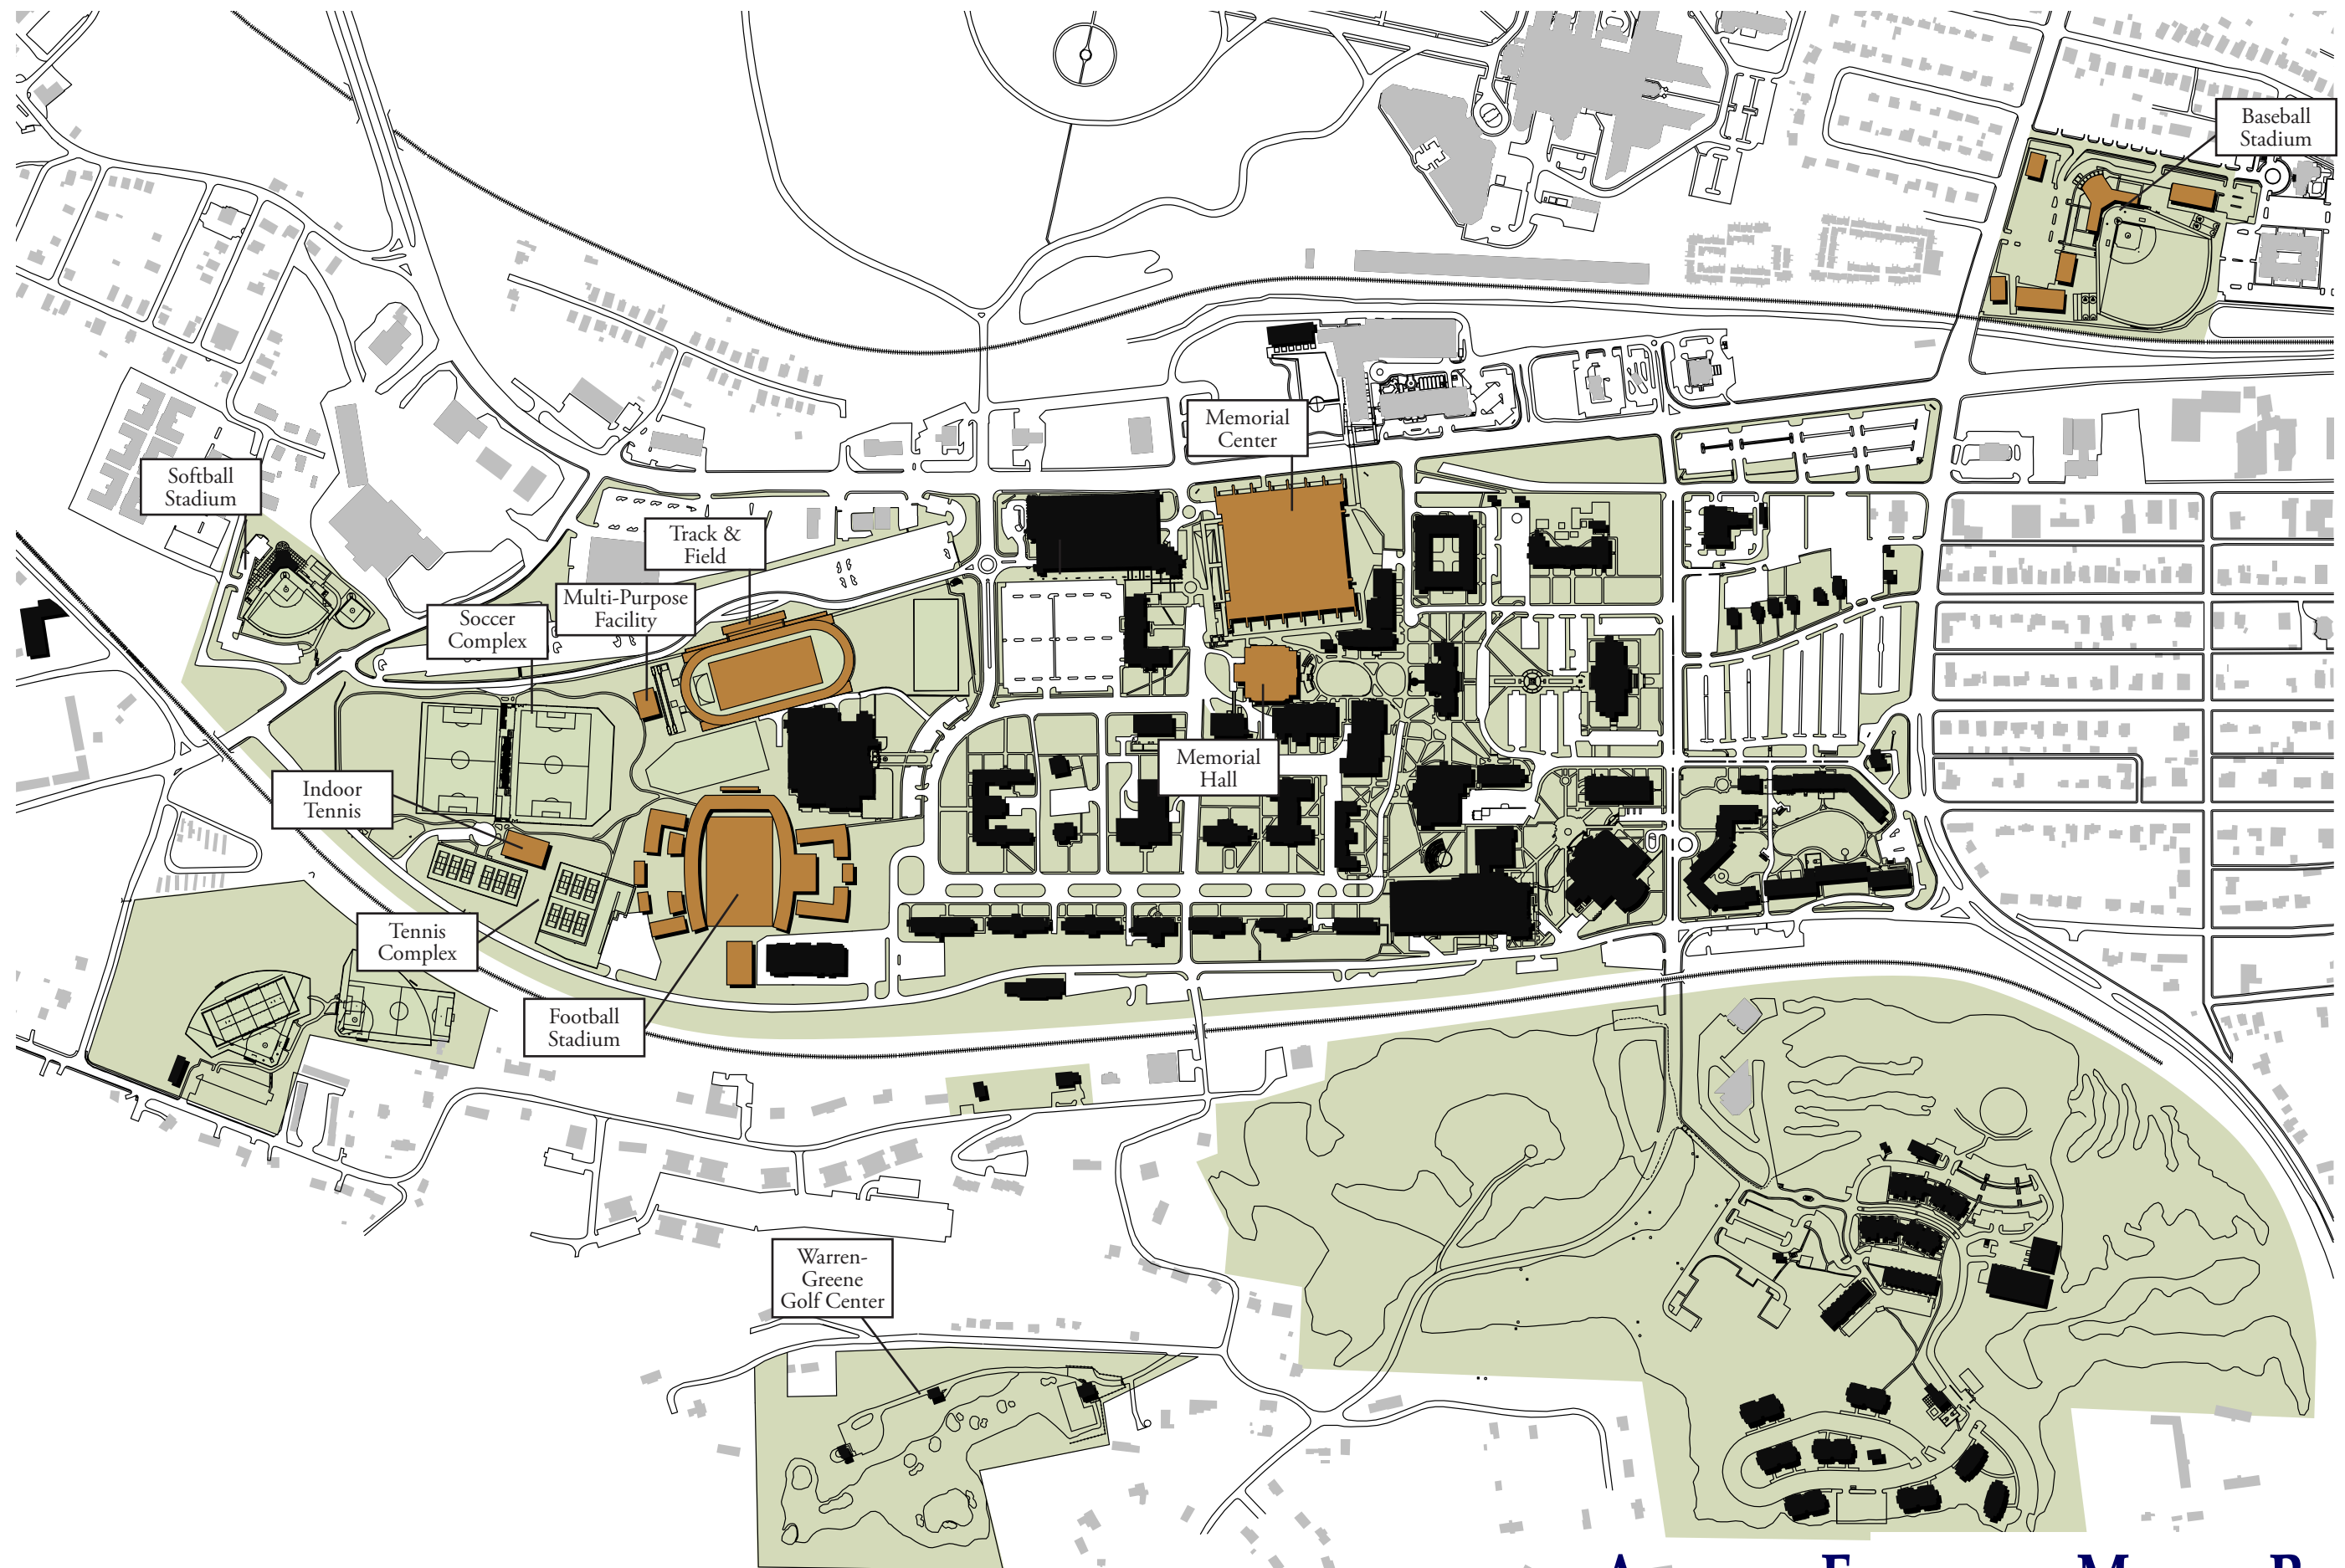 Baseball
Stadium
Memorial
Center
Softball
Stadium
Track &
Field
Multi-Purpose
Facility
Soccer
Complex
Memorial
Hall
Indoor
Tennis
Tennis
Complex
Football
Stadium
Warren-
Greene
Golf Center